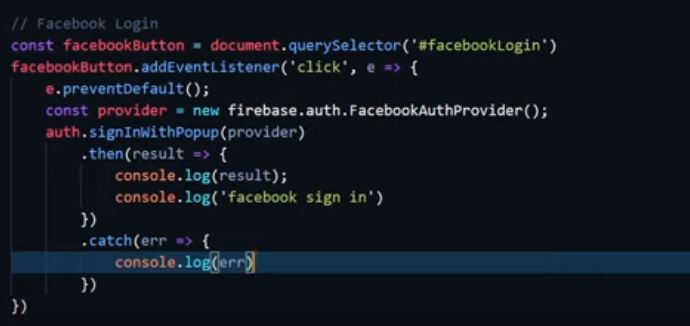 // Facebook Login
const facebookButton = document.querySelector('#facebookLogin')
facebookButton.addEventListener('click', e => {
    e.preventDefault();
    const provider = new firebase.auth.FacebookAuthProvider();
    auth.signInWithPopup(provider)
        .then(result => {
            console.log(result);
            console.log('facebook sign in')
        })
        .catch(err => {
            console.log(err)
        })
})